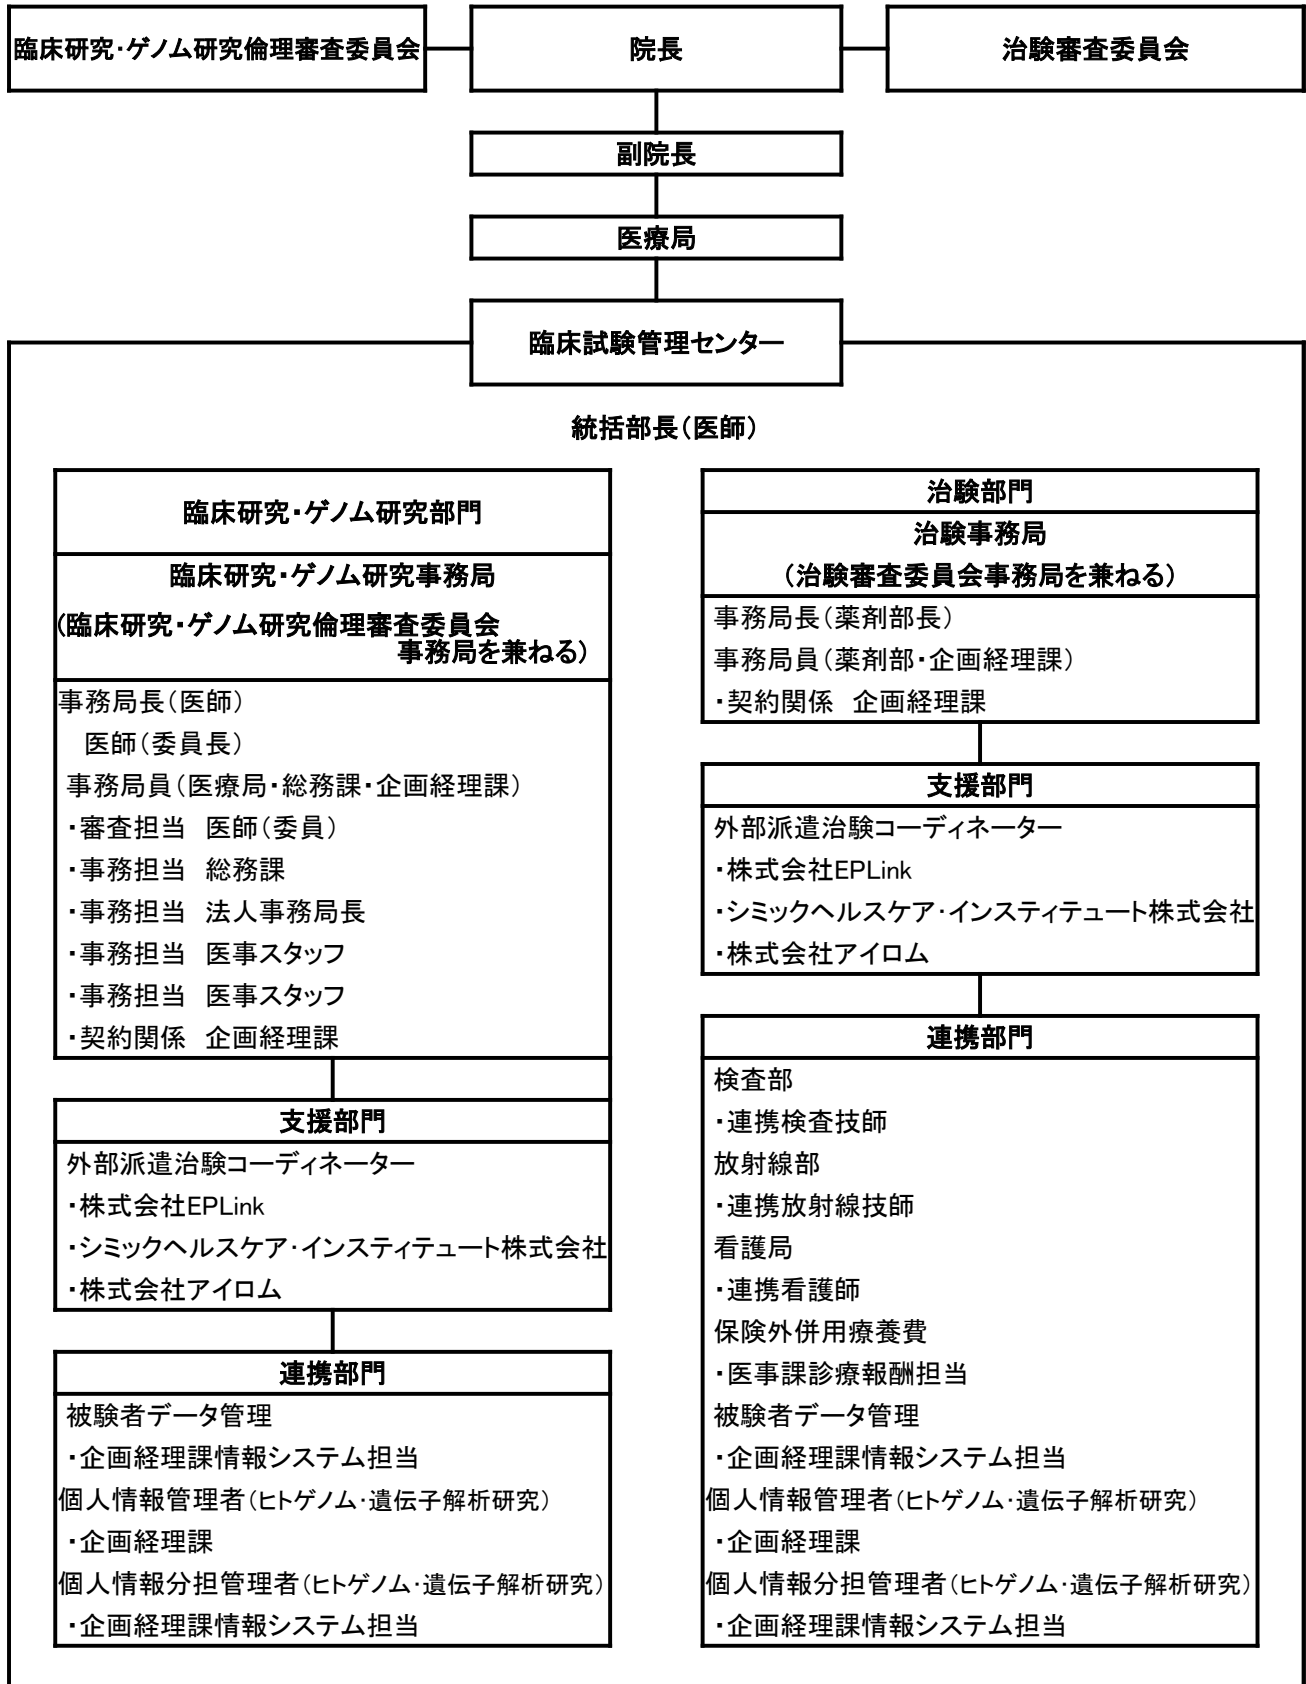 臨床研究・ゲノム研究倫理審査委員会
院長
治験審査委員会
副院長
医療局
臨床試験管理センター
統括部長（医師）
臨床研究・ゲノム研究部門
臨床研究・ゲノム研究事務局
(臨床研究・ゲノム研究倫理審査委員会
事務局を兼ねる）
事務局長（医師）
医師（委員長）
事務局員（医療局・総務課・企画経理課）
・審査担当　医師（委員）
・事務担当　総務課
・事務担当　法人事務局長
・事務担当　医事スタッフ
・事務担当　医事スタッフ
・契約関係　企画経理課
支援部門
外部派遣治験コーディネーター
・株式会社EPLink
・シミックヘルスケア・インスティテュート株式会社
・株式会社アイロム
連携部門
被験者データ管理
・企画経理課情報システム担当
個人情報管理者（ヒトゲノム・遺伝子解析研究）
・企画経理課
個人情報分担管理者（ヒトゲノム・遺伝子解析研究）
・企画経理課情報システム担当
治験部門
治験事務局
（治験審査委員会事務局を兼ねる）
事務局長（薬剤部長）
事務局員（薬剤部・企画経理課）
・契約関係　企画経理課
支援部門
外部派遣治験コーディネーター
・株式会社EPLink
・シミックヘルスケア・インスティテュート株式会社
・株式会社アイロム
連携部門
検査部
・連携検査技師
放射線部
・連携放射線技師
看護局
・連携看護師
保険外併用療養費
・医事課診療報酬担当
被験者データ管理
・企画経理課情報システム担当
個人情報管理者（ヒトゲノム・遺伝子解析研究）
・企画経理課
個人情報分担管理者（ヒトゲノム・遺伝子解析研究）
・企画経理課情報システム担当